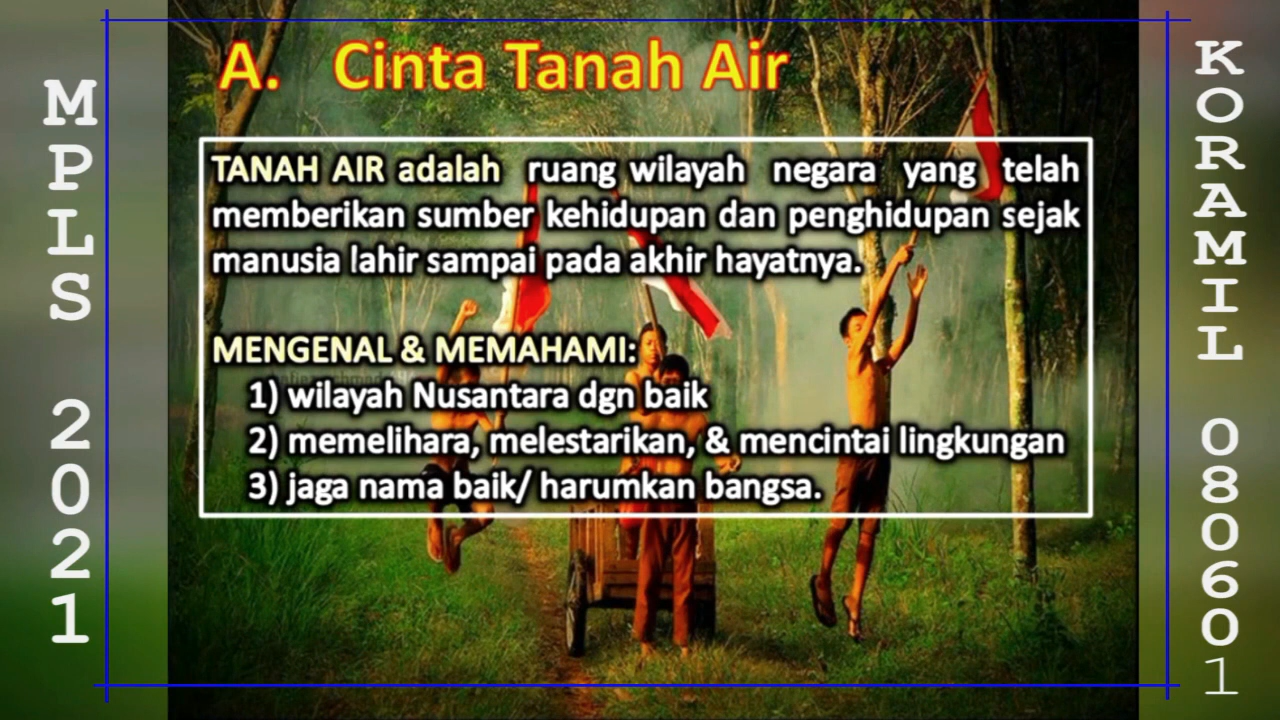 MPLS 2021
A. Cinta Tanah Air
TANAH AIR adalah ruang wilayah negara yang telah
memberikan sumber kehidupan dan penghidupan sejak
manusia lahir sampai pada akhir hayatnya.
MENGENAL & MEMAHAMI:
1) wilayah Nusantara dgn baik
2) memelihara, melestarikan, & mencintai lingkungan
3) jaga nama baik/ harumkan bangsa.
KORAMIL 080601